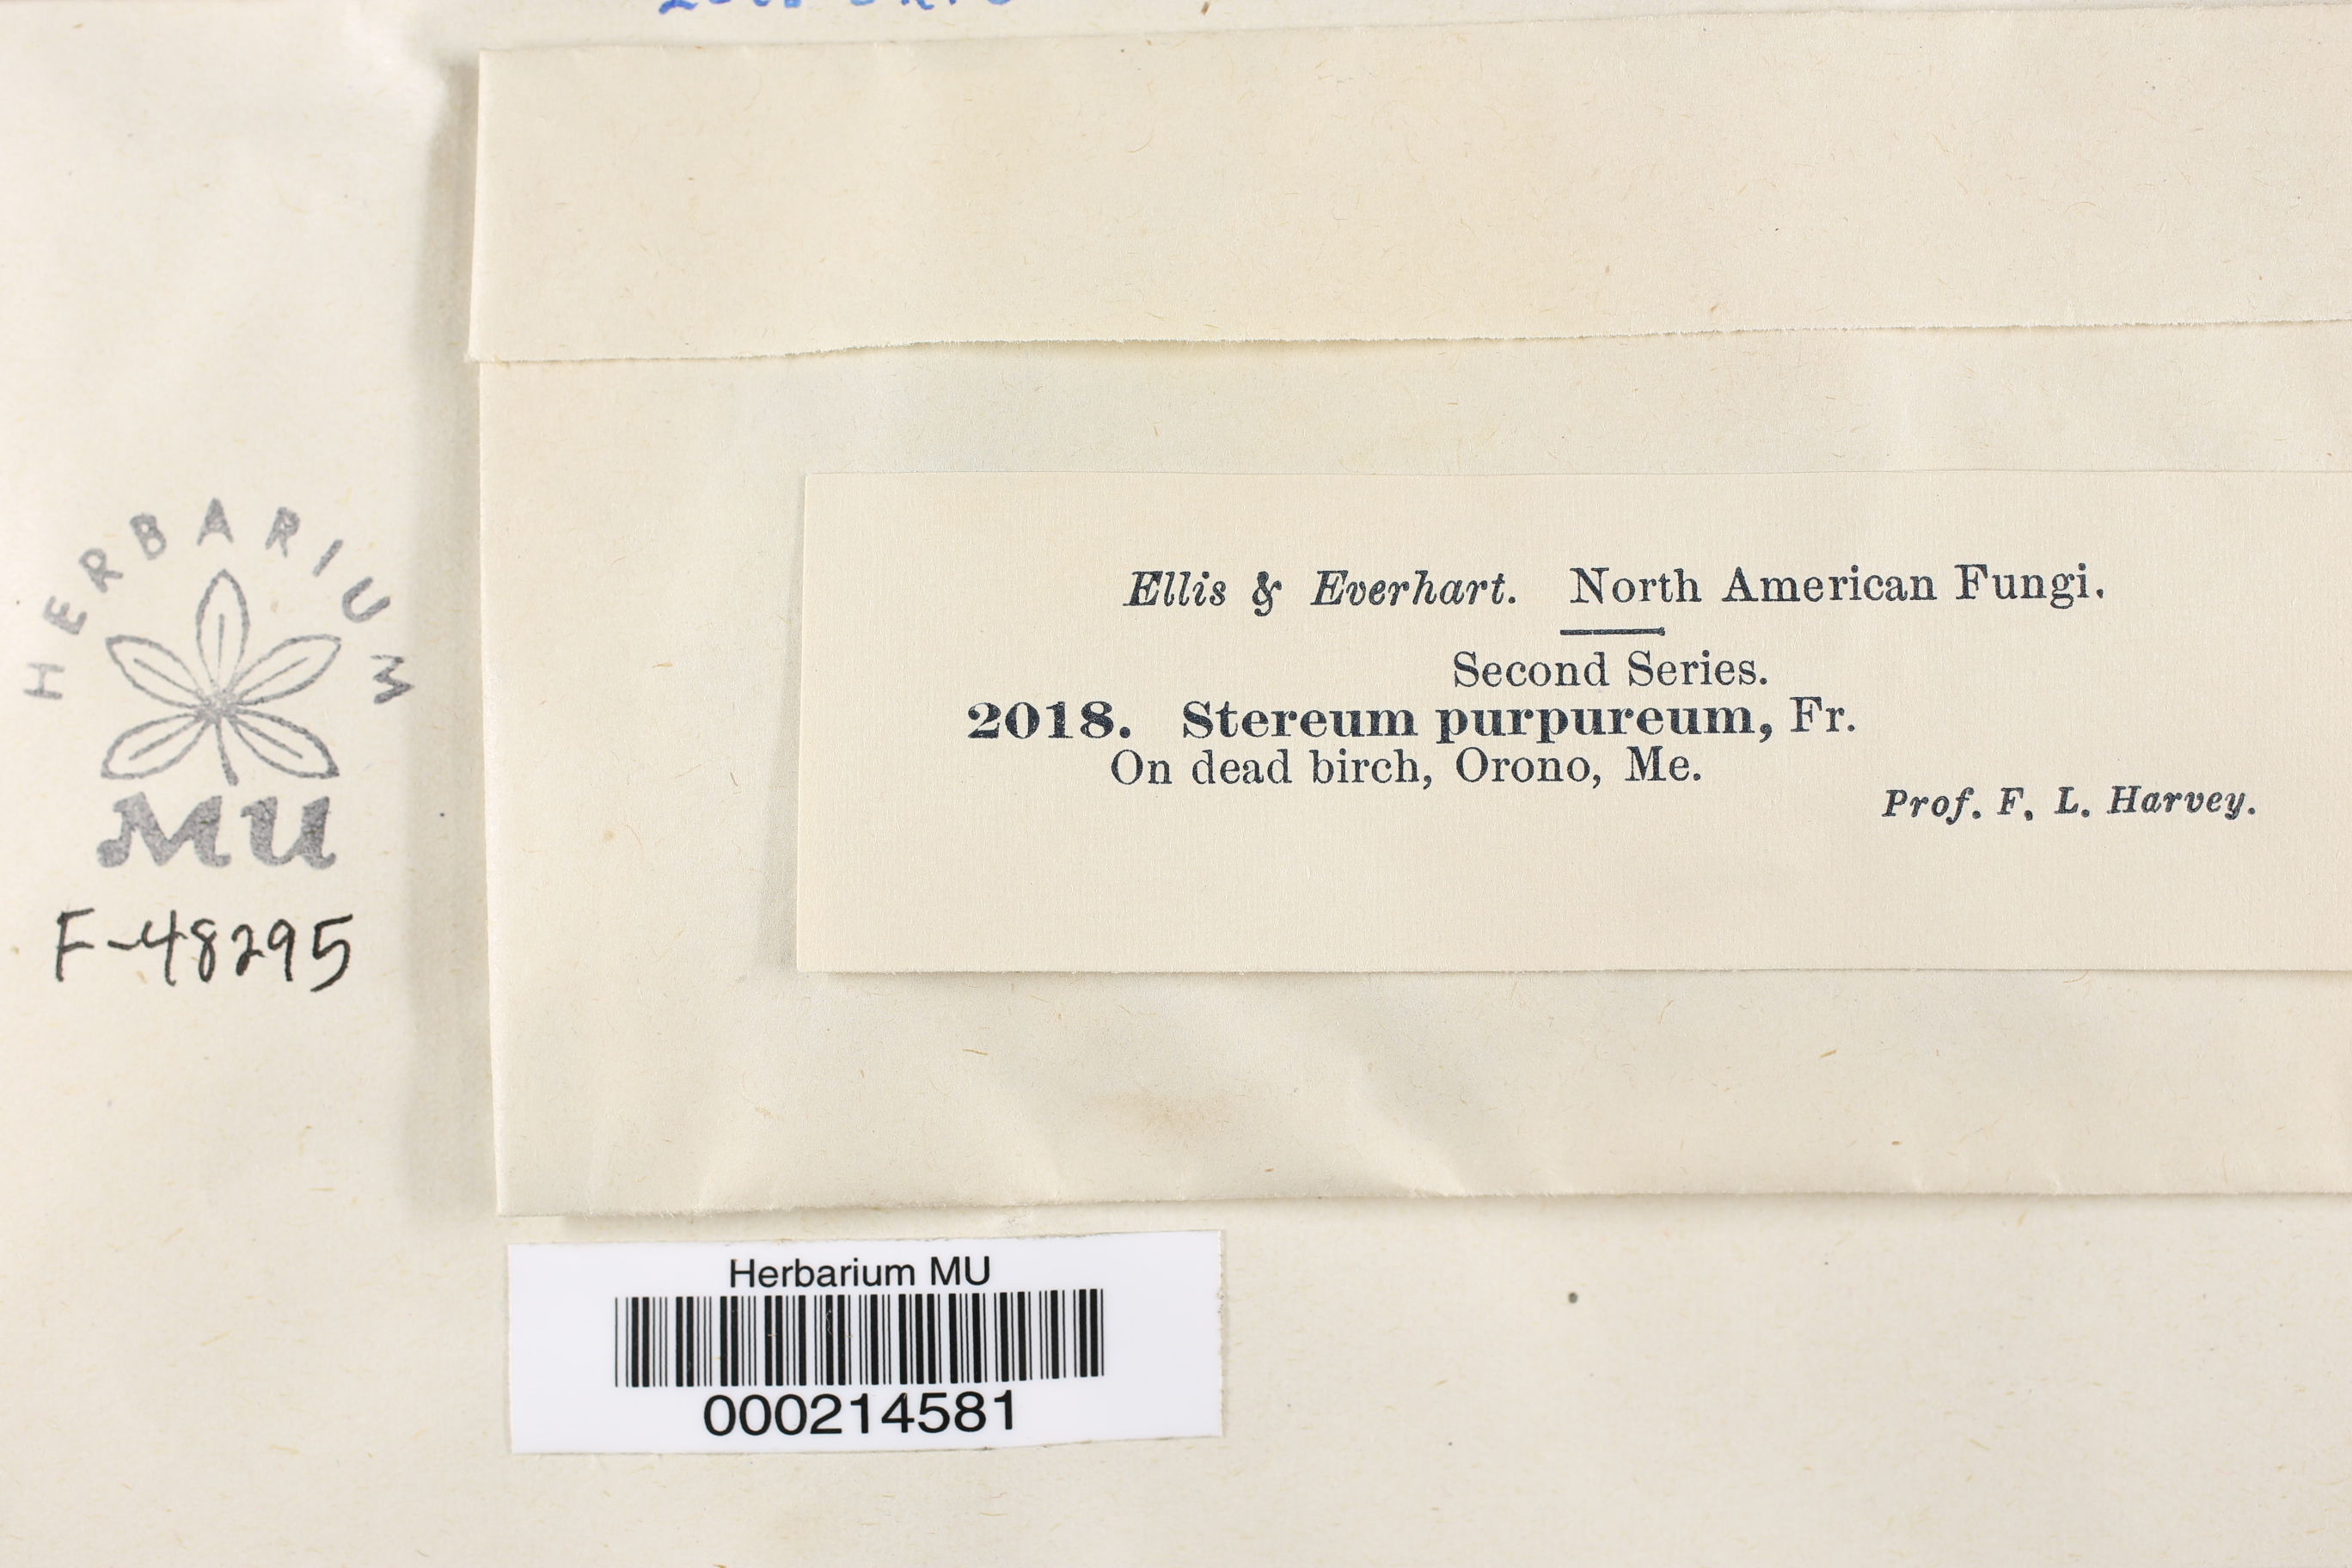 Ellis & Everhart. North American Fungi.
Second Series.
2018. Stereum purpureum, Fr.
On dead birch, Orono, Me.
Prof. F. L. Harvey.
HERBARIUM
MU
F-48295
Herbarium MU
000214581